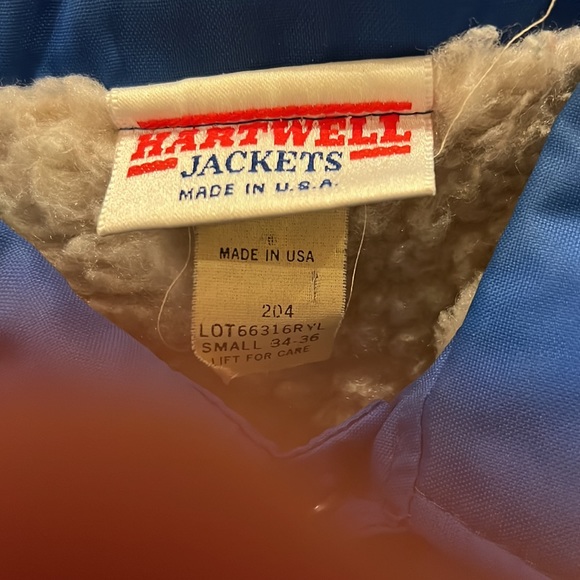 HARTWELL
JACKETS
MADE IN U.S.A.
MADE IN USA
204
LOT66316RYL
SMALL 34-36
LIFT FOR CARE